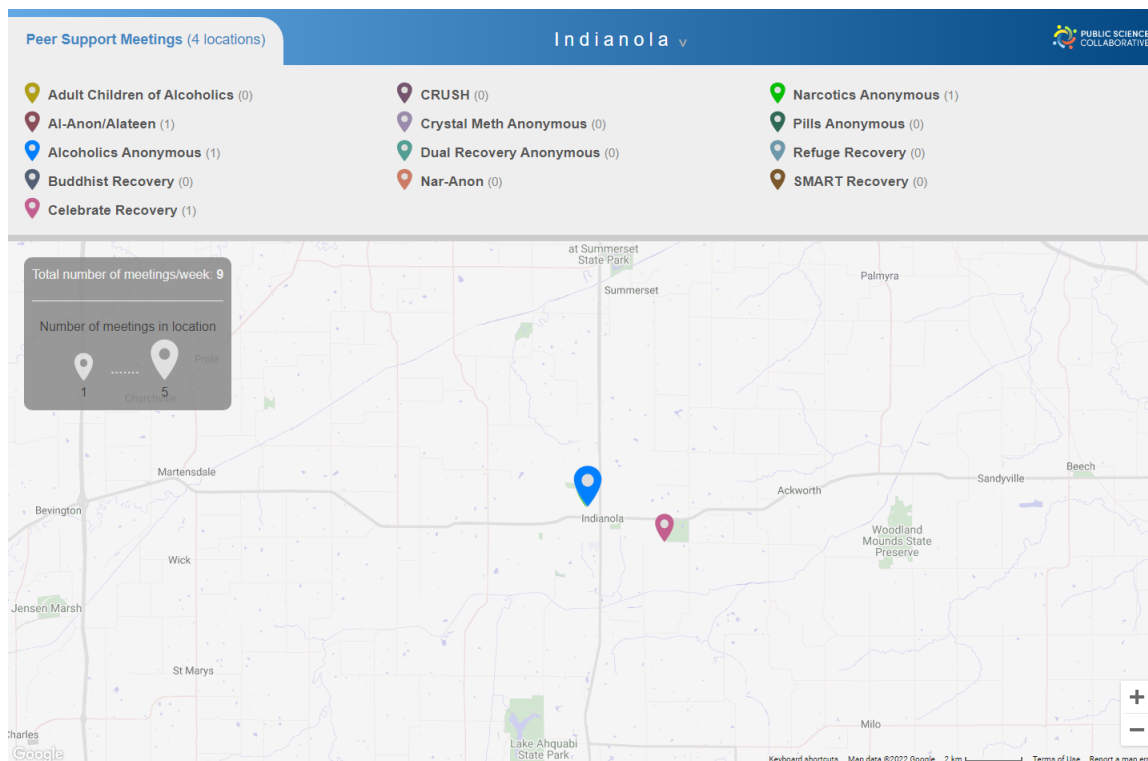 Peer Support Meetings (4 locations)
Indianola v
PUBLIC SCIENCE
COLLABORATIVE
Adult Children of Alcoholics (0)
CRUSH (0)
Narcotics Anonymous (1)
Al-Anon/Alateen (1)
Crystal Meth Anonymous (0)
Pills Anonymous (0)
Alcoholics Anonymous (1)
Dual Recovery Anonymous (0)
Refuge Recovery (0)
Buddhist Recovery (0)
Nar-Anon (0)
SMART Recovery (0)
Celebrate Recovery (1)
at Summerset
State Park
Total number of meetings/week: 9
Palmyra
Summerset
Number of meetings in location
Prole
1 ....... 5
Churchville
Martensdale
Beech
Sandyville
Ackworth
Bevington
Indianola
Woodland
Mounds State
Preserve
Wick
Jensen Marsh
St Marys
Milo
Charles
Lake Ahquabi
State Park
Google
Keyboard shortcuts Map data ©2022 Google 2 km Terms of Use Report a map er